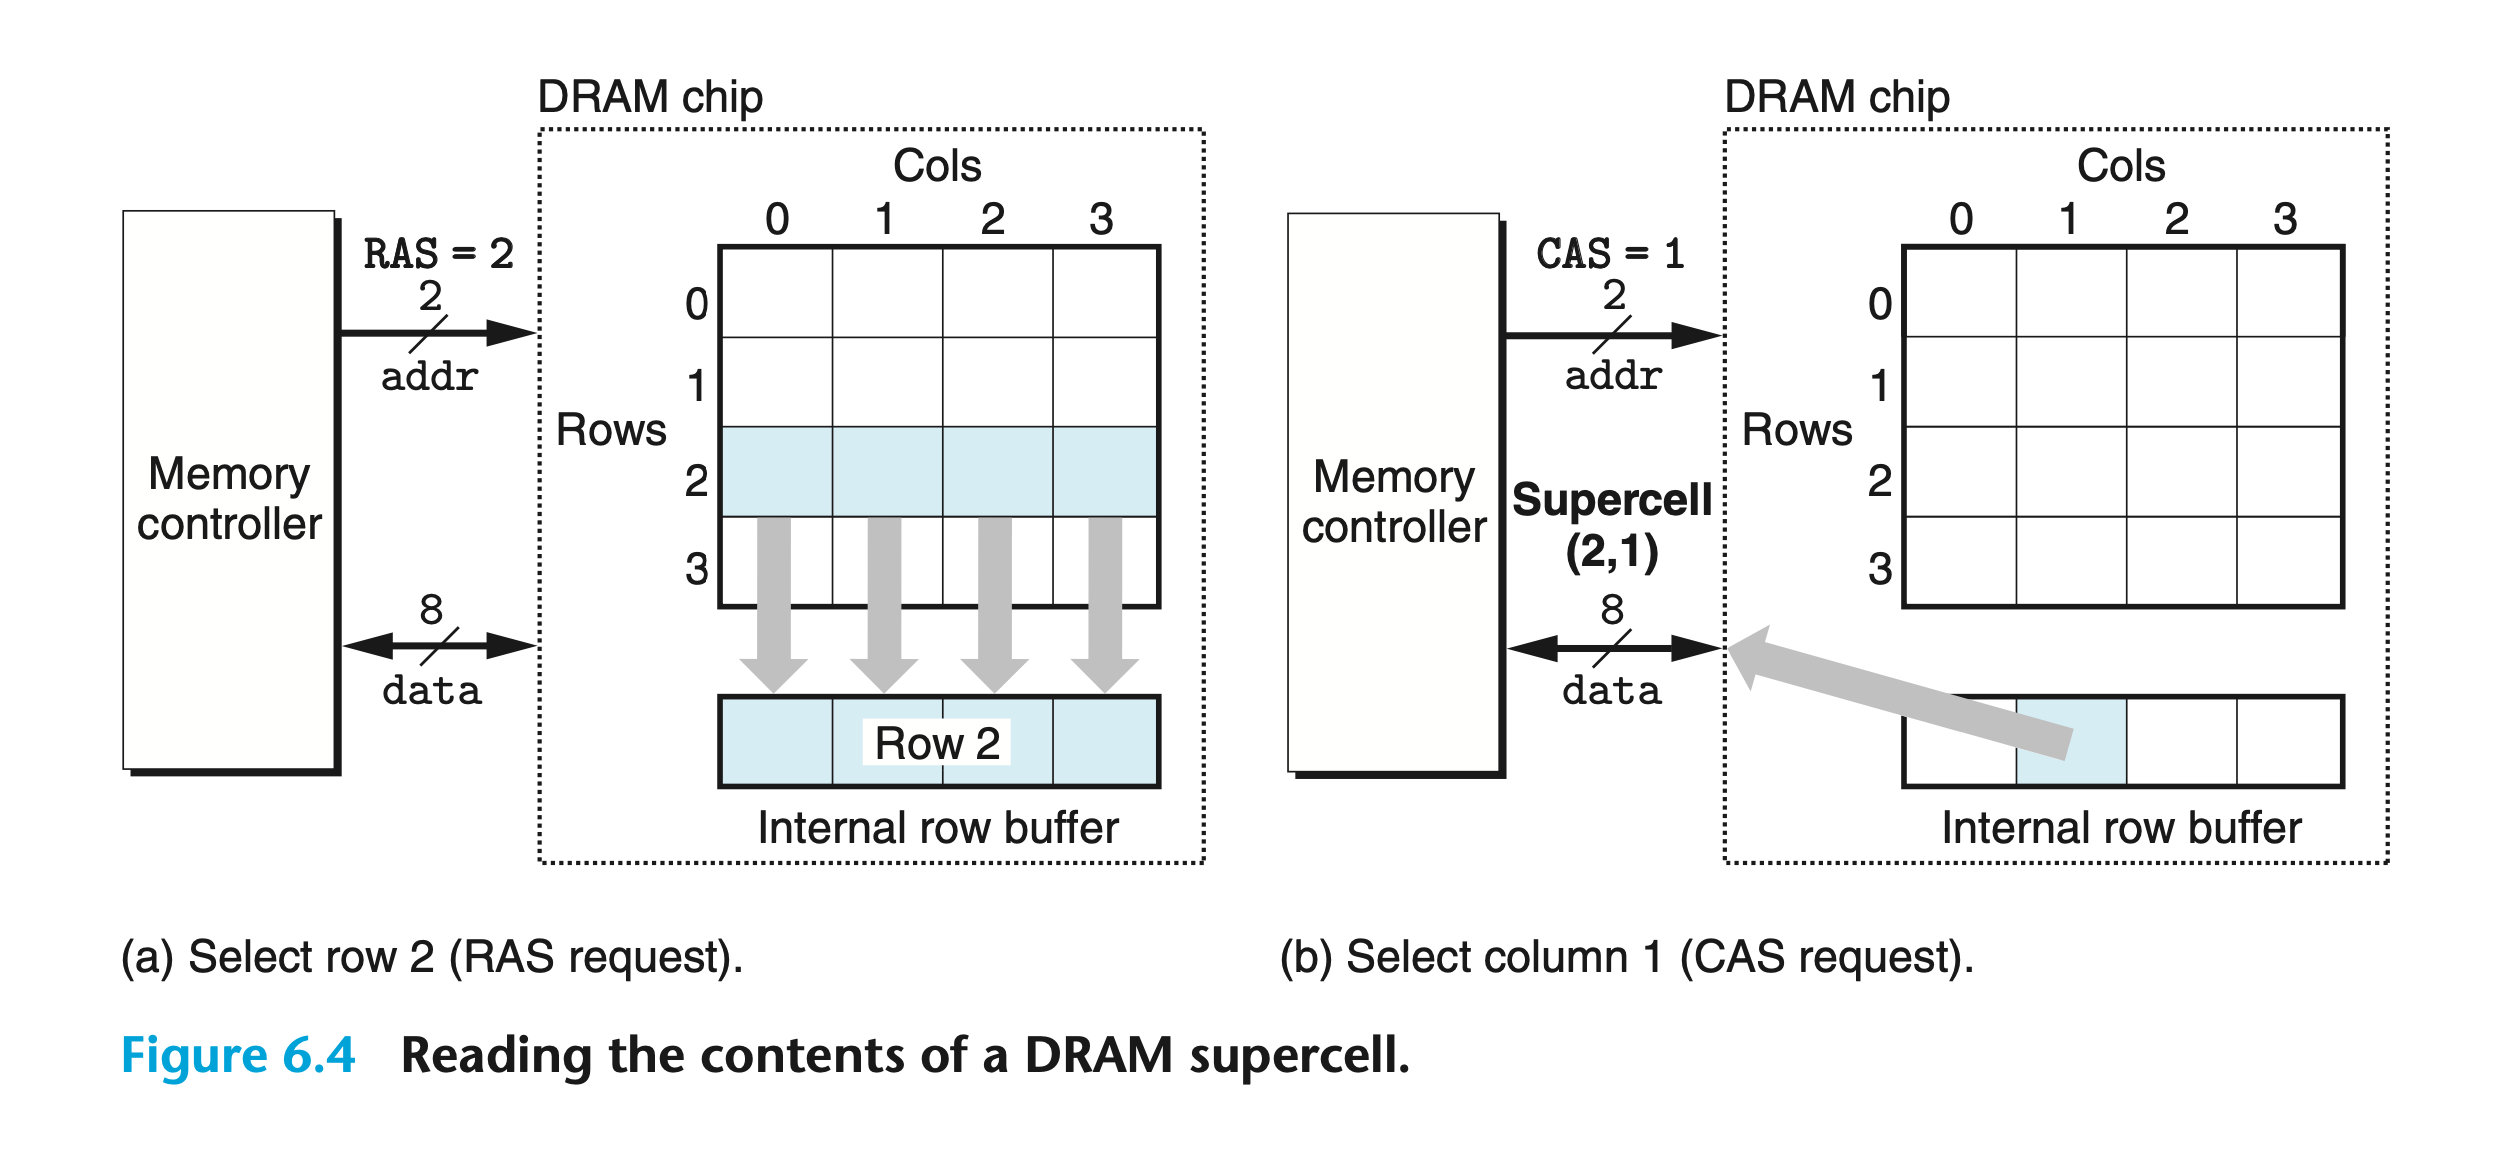 DRAM chip
Cols
0 1 2 3
RAS = 2
2
addr
0
1
Rows
2
3
Memory
controller
8
data
Row 2
Internal row buffer
(a) Select row 2 (RAS request).
DRAM chip
Cols
0 1 2 3
CAS = 1
2
addr
0
1
Rows
2
3
Memory
controller
Supercell
(2,1)
8
data
Internal row buffer
(b) Select column 1 (CAS request).
Figure 6.4 Reading the contents of a DRAM supercell.